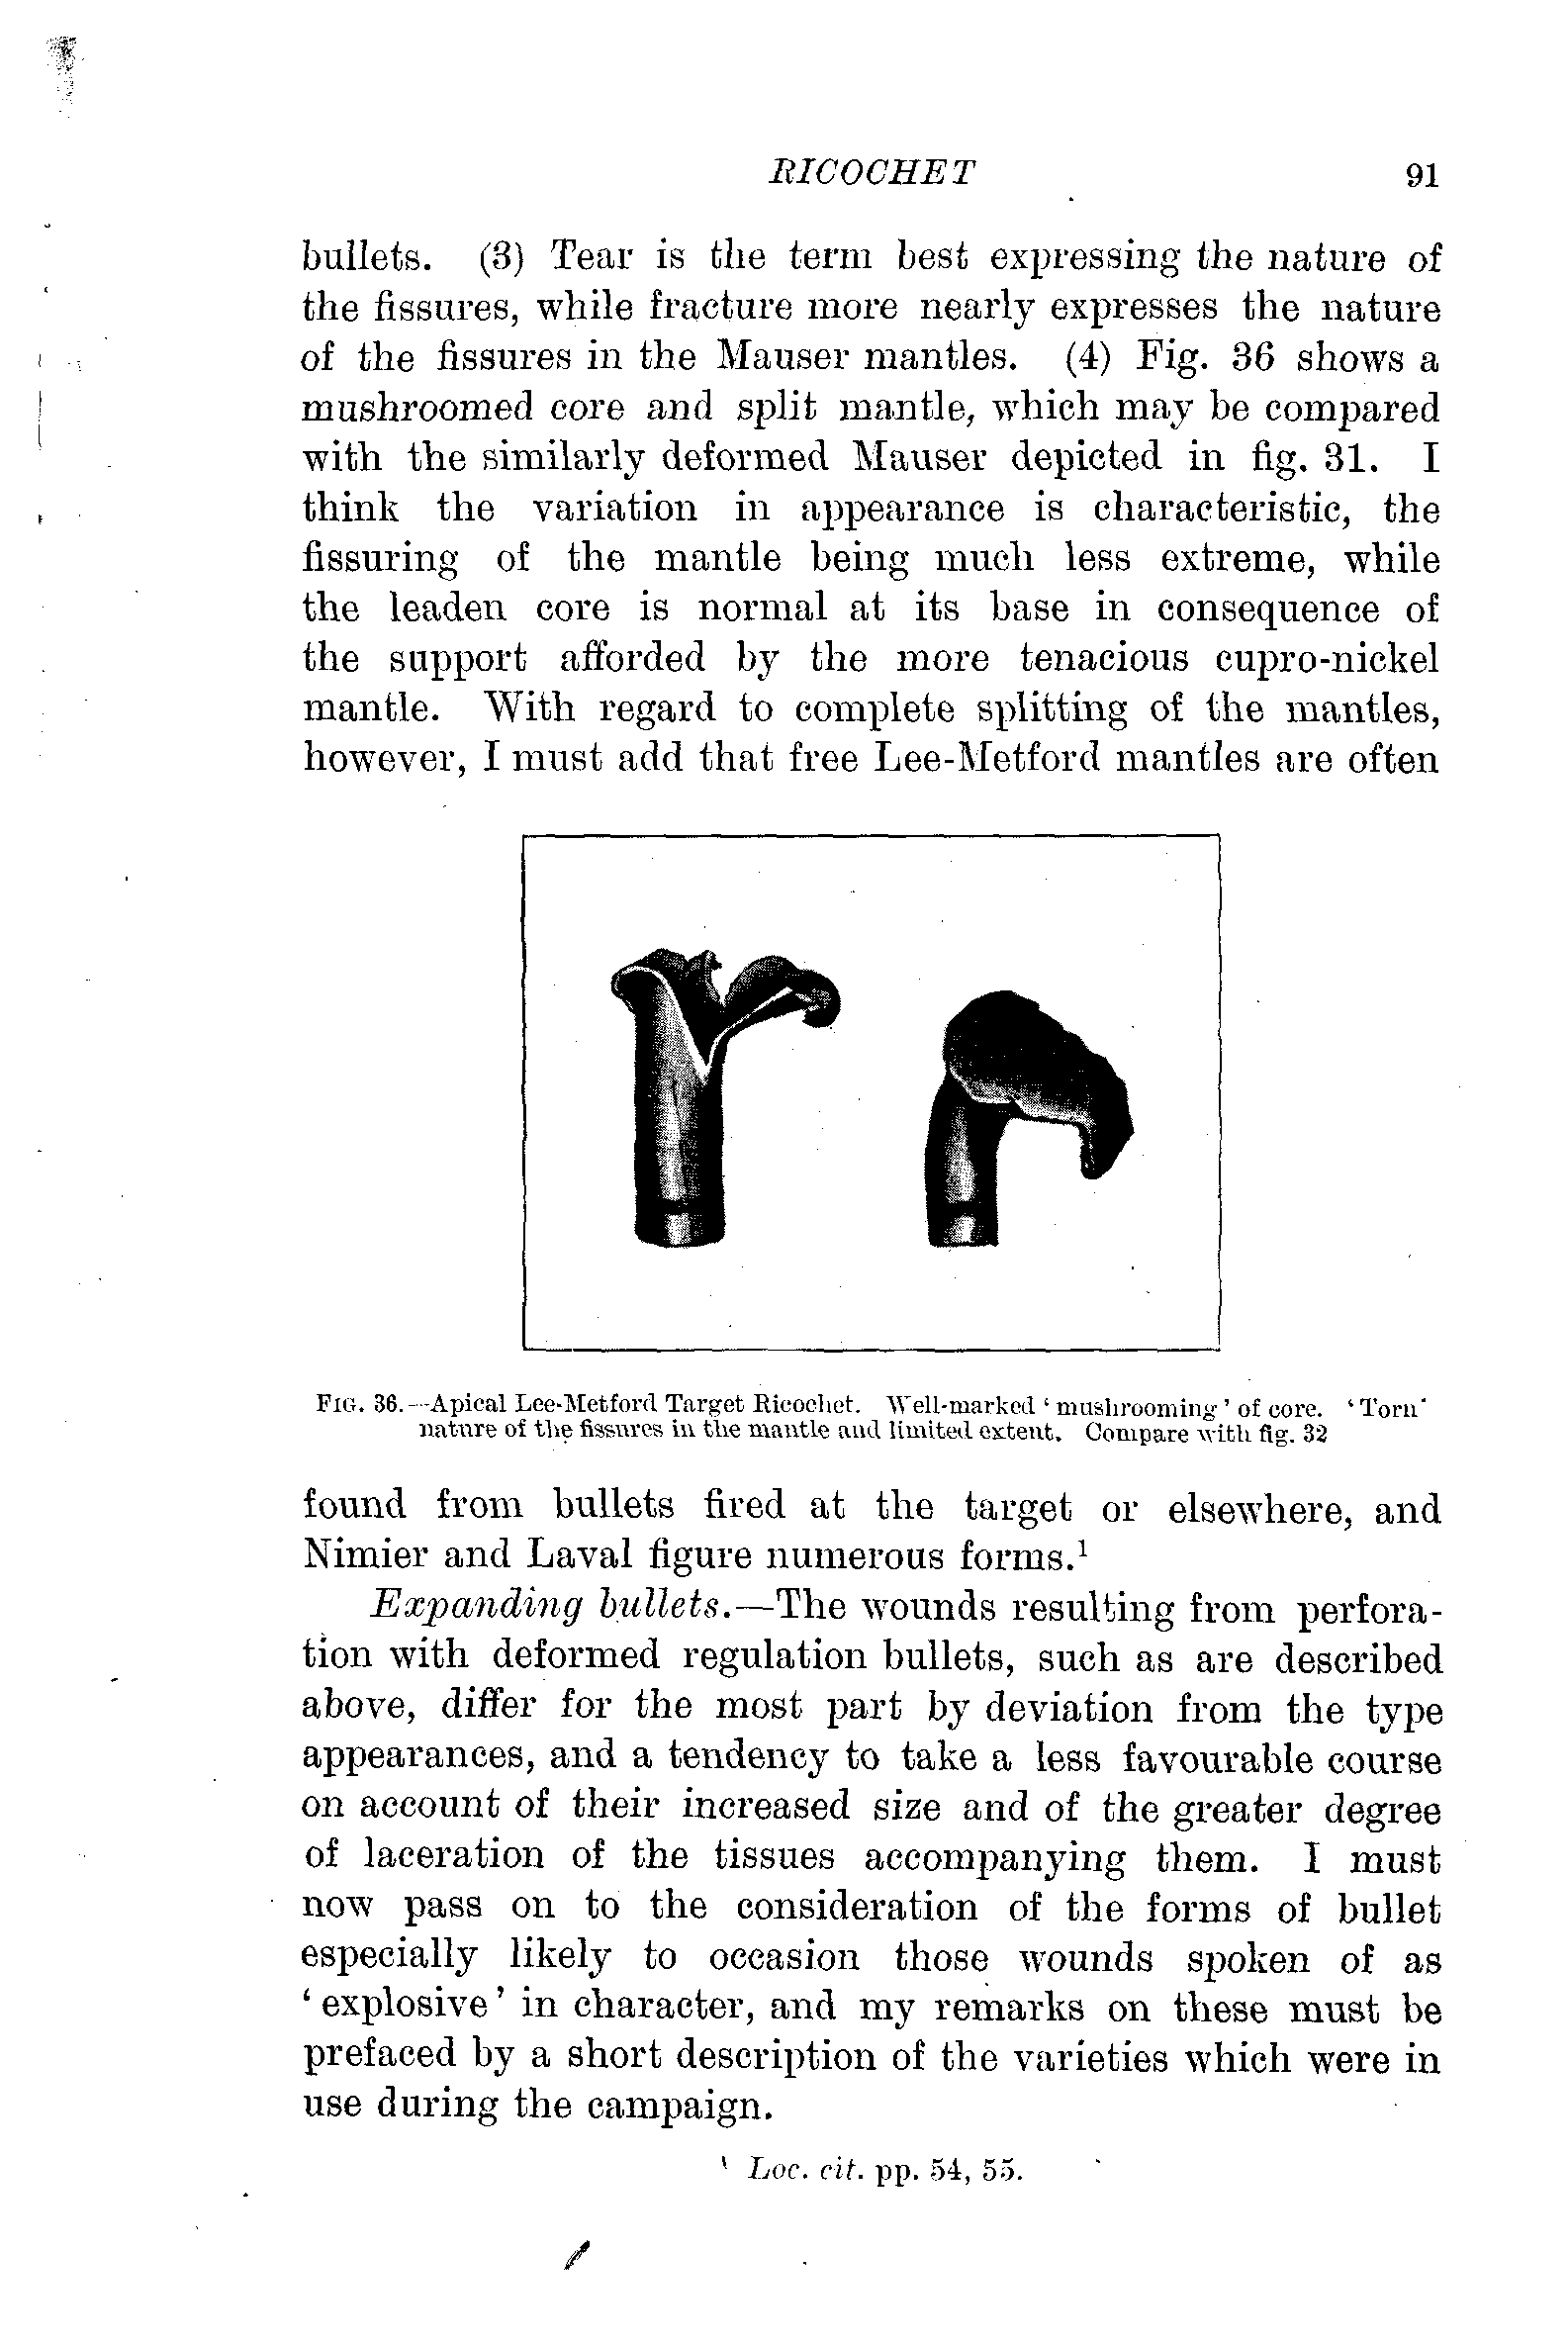 RICOCHET 91
bullets. (3) Tear is the term best expressing the nature of
the fissures, while fracture more nearly expresses the nature
of the fissures in the Mauser mantles. (4) Fig. 36 shows a
mushroomed core and split mantle, which may be compared
with the similarly deformed Mauser depicted in fig. 31. I
think the variation in appearance is characteristic, the
fissuring of the mantle being much less extreme, while
the leaden core is normal at its base in consequence of
the support afforded by the more tenacious cupro-nickel
mantle. With regard to complete splitting of the mantles,
however, I must add that free Lee-Metford mantles are often
FIG. 36.—Apical Lee-Metford Target Ricochet. Well-marked ‘ mushrooming ’ of core. ‘ Torn’
nature of the fissures in the mantle and limited extent. Compare with fig. 32
found from bullets fired at the target or elsewhere, and
Nimier and Laval figure numerous forms.¹
Expanding bullets.—The wounds resulting from perfora-
tion with deformed regulation bullets, such as are described
above, differ for the most part by deviation from the type
appearances, and a tendency to take a less favourable course
on account of their increased size and of the greater degree
of laceration of the tissues accompanying them. I must
now pass on to the consideration of the forms of bullet
especially likely to occasion those wounds spoken of as
‘ explosive ’ in character, and my remarks on these must be
prefaced by a short description of the varieties which were in
use during the campaign.
¹ Loc. cit. pp. 54, 55.